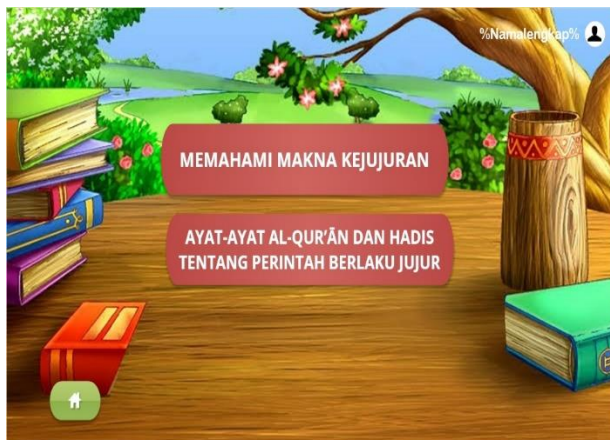 %Namalengkap%
MEMAHAMI MAKNA KEJUJURAN
AYAT-AYAT AL-QUR’ĀN DAN HADIS
TENTANG PERINTAH BERLAKU JUJUR